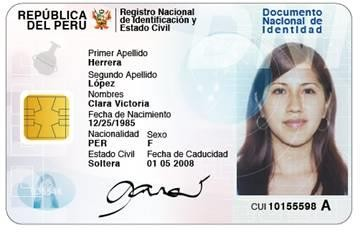 REPÚBLICA DEL PERU
Registro Nacional de Identificación y Estado Civil
Documento Nacional de Identidad
Primer Apellido
Herrera
Segundo Apellido
López
Nombres
Clara Victoria
Fecha de Nacimiento
12/25/1985
Nacionalidad Sexo
PER F
Estado Civil Fecha de Caducidad
Soltera 01 05 2008
CUI 10155598 A